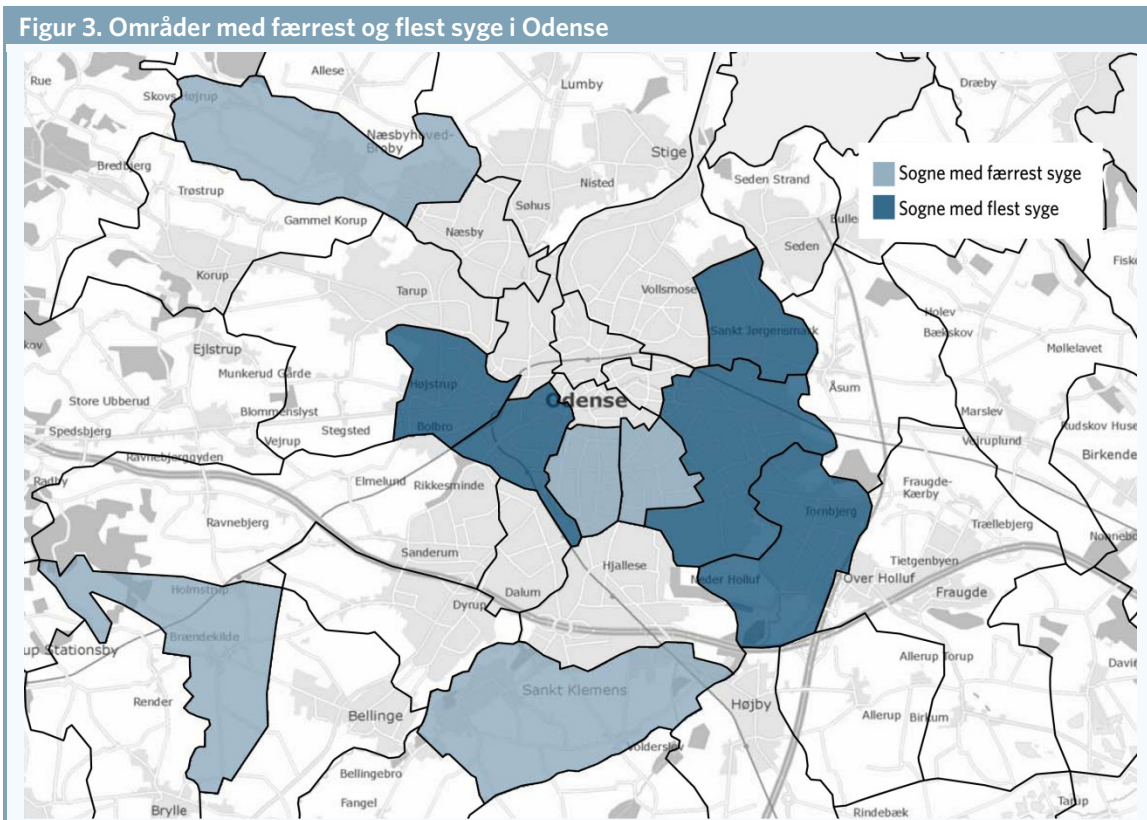 Figur 3. Områder med færrest og flest syge i Odense
Rue
Allese
Lumby
Dræby
Skovs Højrup
Næsbyhoved-
Broby
Stige
Sogne med færrest syge
Sogne med flest syge
Bredbjerg
Trøstrup
Nisted
Seden Strand
Søhus
Gammel Korup
Næsby
Seden
Korup
Tarup
Vollsmose
Holev
Bækskov
Sankt Jørgensmark
Ejlstrup
Møllelavet
Munkerud Gårde
Højstrup
Åsum
Store Ubberud
Blommenslyst
Odense
Marslev
Spedsbjerg
Vejrup
Stegsted
Bolbro
Vejruplund
Ravnebjerggyden
Birkende
Radby
Elmelund
Rikkesminde
Fraugde-
Kærby
Tornbjerg
Ravnebjerg
Trællebjerg
Sanderum
Hjallese
Tietgenbyen
Holmstrup
Dalum
Neder Holluf
Over Holluf
Fraugde
Dyrup
Brændekilde
up Stationsby
Allerup Torup
Render
Sankt Klemens
Højby
Bellinge
Allerup
Birkum
Volderslev
Bellingebro
Fangel
Brylle
Rindebæk
Tarup